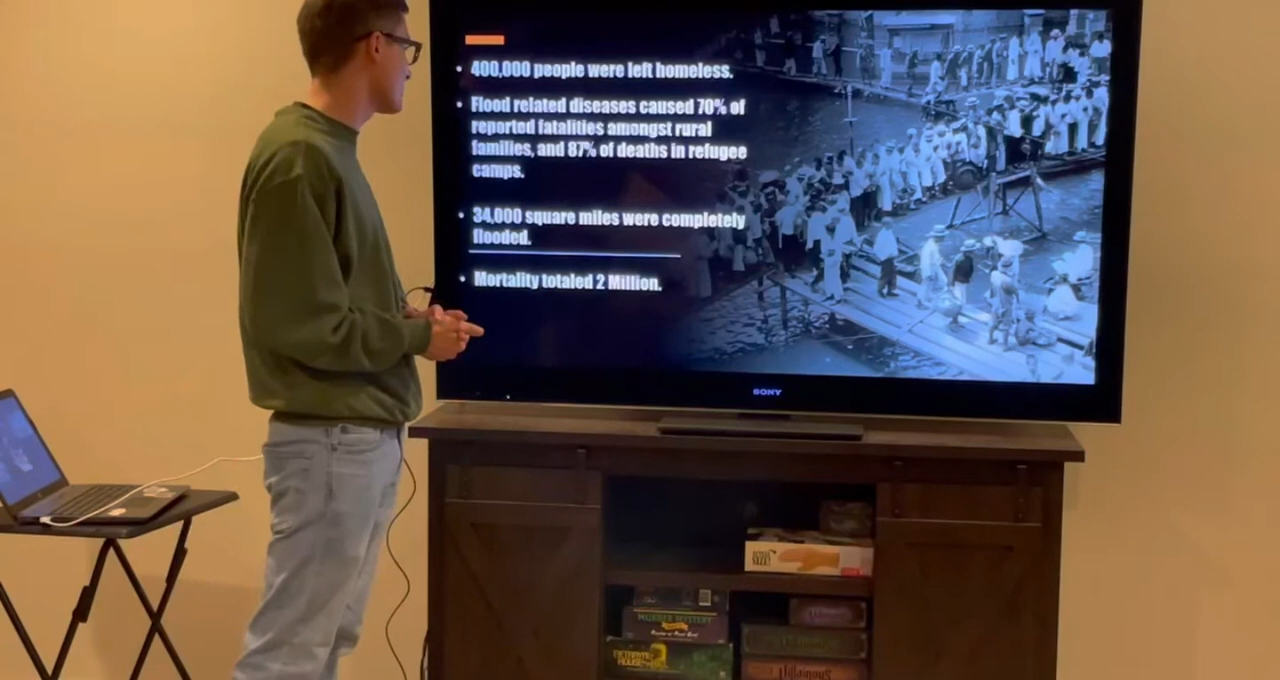 400,000 people were left homeless.
Flood related diseases caused 70% of
reported fatalities amongst rural
families, and 87% of deaths in refugee
camps.
34,000 square miles were completely
flooded.
Mortality totaled 2 Million.
SONY
MURDER MYSTERY
Villainous